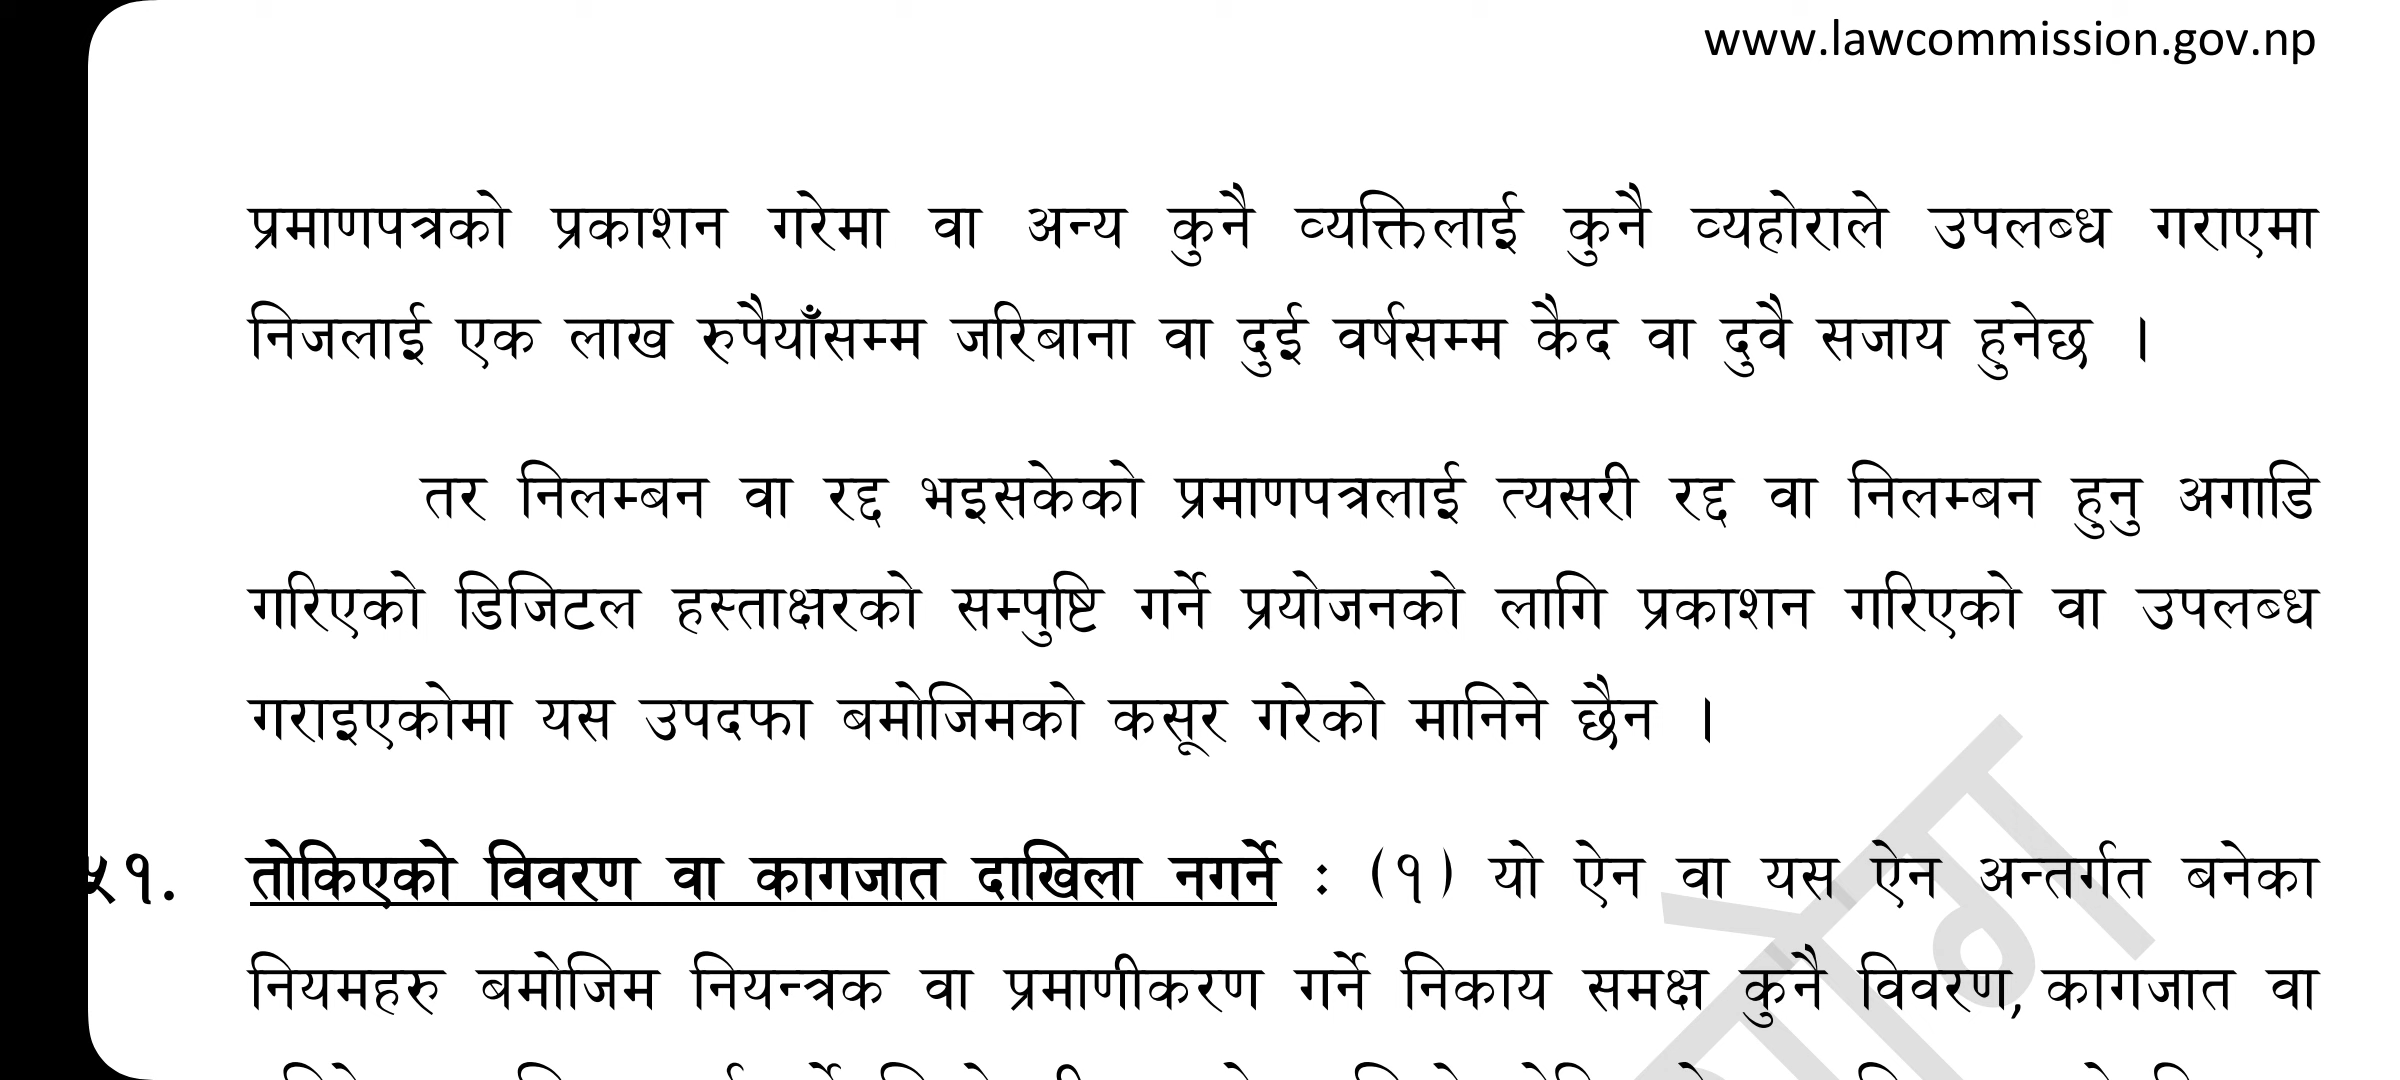 www.lawcommission.gov.np
प्रमाणपत्रको प्रकाशन गरेमा वा अन्य कुनै व्यक्तिलाई कुनै व्यहोराले उपलब्ध गराएमा
निजलाई एक लाख रुपैयाँसम्म जरिबाना वा दुई वर्षसम्म कैद वा दुवै सजाय हुनेछ ।
तर निलम्बन वा रद्द भइसकेको प्रमाणपत्रलाई त्यसरी रद्द वा निलम्बन हुनु अगाडि
गरिएको डिजिटल हस्ताक्षरको सम्पुष्टि गर्ने प्रयोजनको लागि प्रकाशन गरिएको वा उपलब्ध
गराइएकोमा यस उपदफा बमोजिमको कसूर गरेको मानिने छैन ।
५१. तोकिएको विवरण वा कागजात दाखिला नगर्ने : (१) यो ऐन वा यस ऐन अन्तर्गत बनेका
नियमहरु बमोजिम नियन्त्रक वा प्रमाणीकरण गर्ने निकाय समक्ष कुनै विवरण, कागजात वा